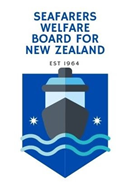 SEAFARERS
WELFARE
BOARD FOR
NEW ZEALAND
EST 1964